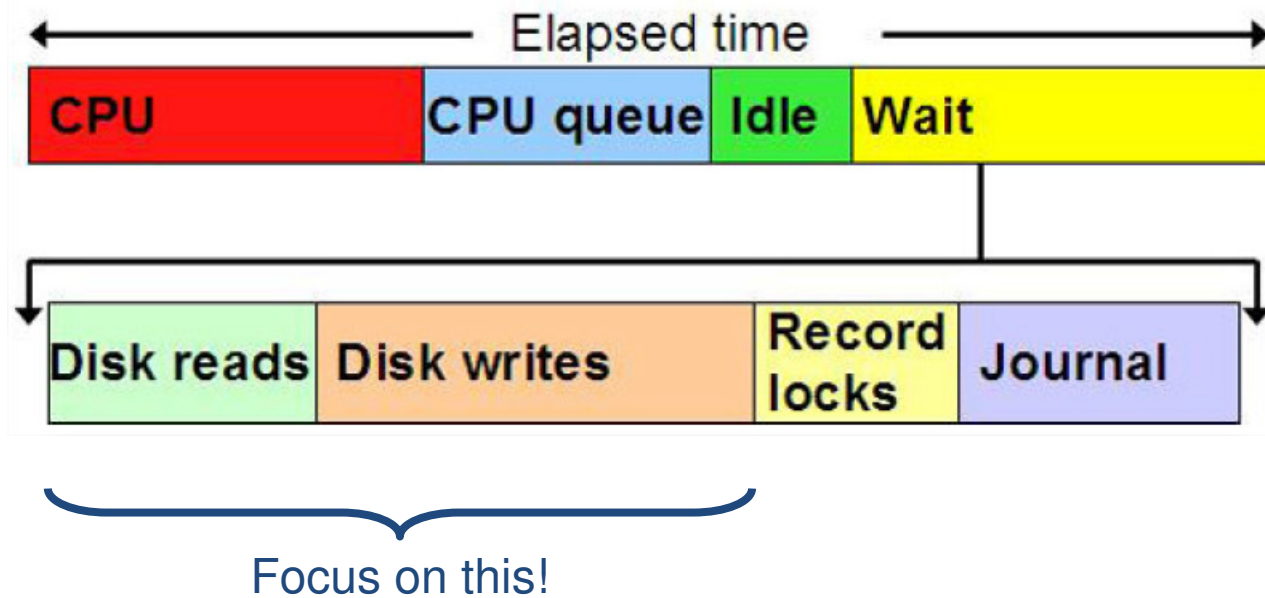 Elapsed time
CPU CPU queue Idle Wait
Disk reads Disk writes Record locks Journal
Focus on this!